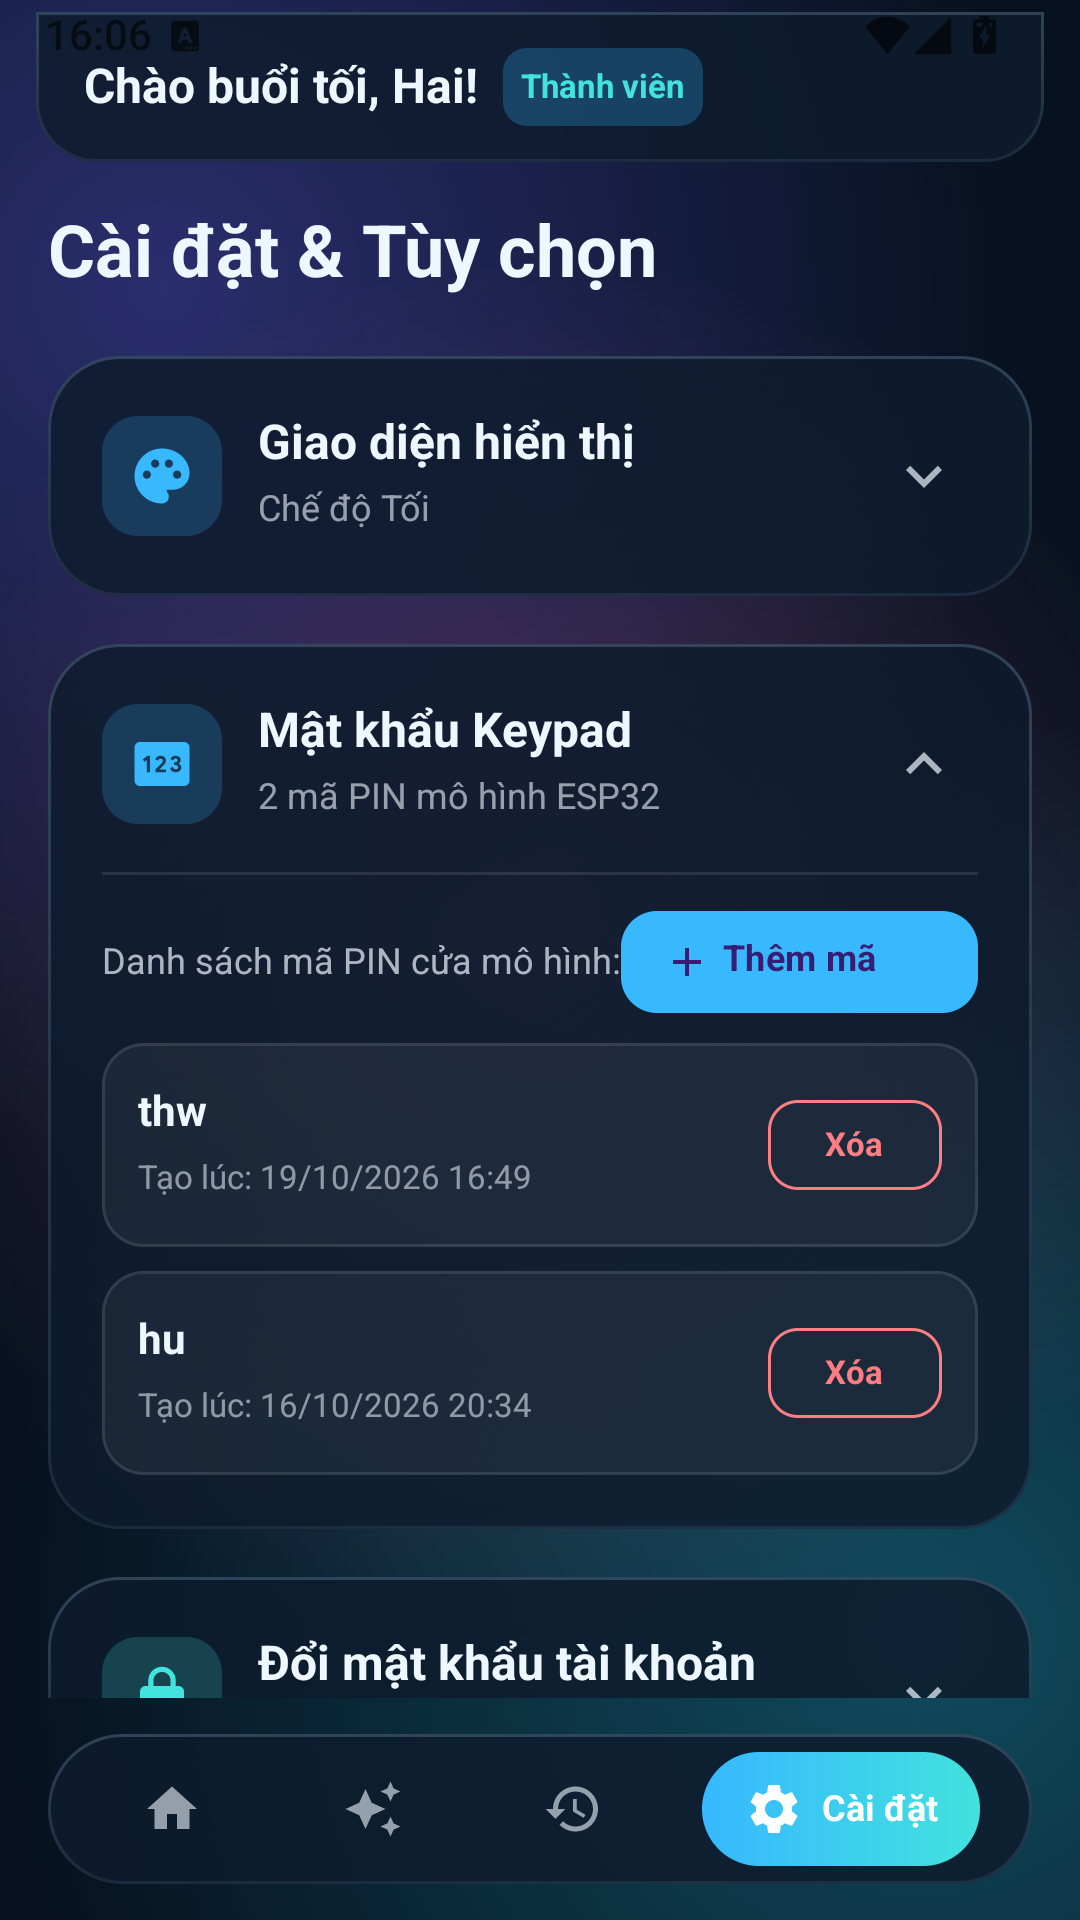 16:06
Chào buổi tối, Hai!
Thành viên
Cài đặt & Tùy chọn
Giao diện hiển thị
Chế độ Tối
Mật khẩu Keypad
123
2 mã PIN mô hình ESP32
Danh sách mã PIN cửa mô hình:
Thêm mã
thw
Tạo lúc: 19/10/2026 16:49
Xóa
hu
Tạo lúc: 16/10/2026 20:34
Xóa
Đổi mật khẩu tài khoản
Cài đặt